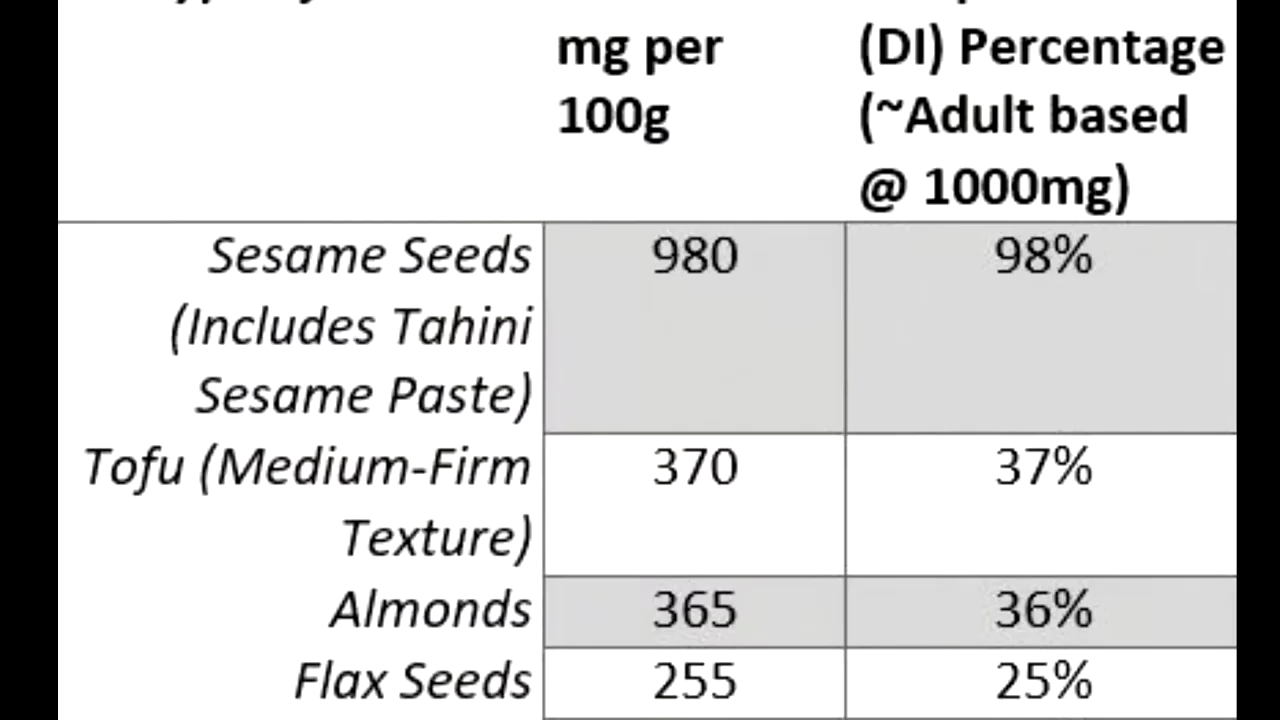 mg per
100g
(DI) Percentage
(~Adult based
@ 1000mg)
Sesame Seeds
(Includes Tahini
Sesame Paste)
980
98%
Tofu (Medium-Firm
Texture)
370
37%
Almonds
365
36%
Flax Seeds
255
25%